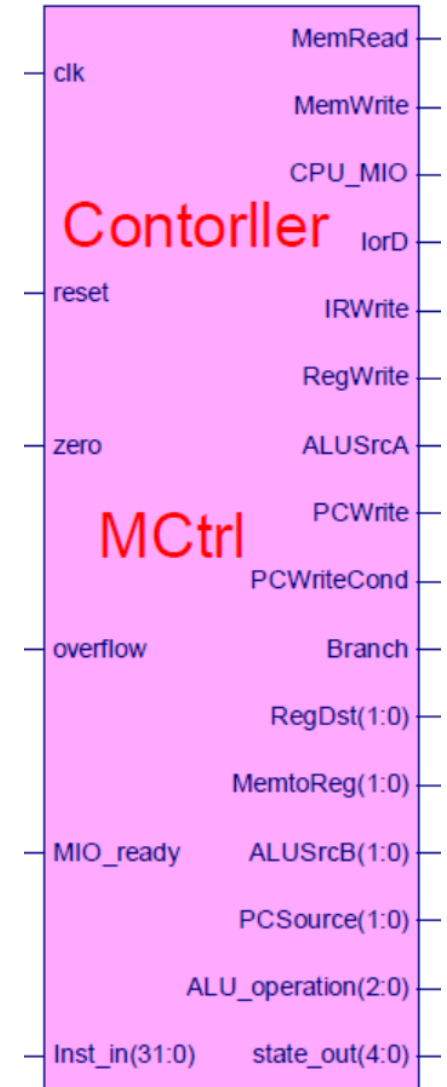 MemRead
clk
MemWrite
CPU_MIO
Contorller
IorD
reset
IRWrite
RegWrite
zero
ALUSrcA
MCtrl
PCWrite
PCWriteCond
overflow
Branch
RegDst(1:0)
MemtoReg(1:0)
MIO_ready
ALUSrcB(1:0)
PCSource(1:0)
ALU_operation(2:0)
Inst_in(31:0)
state_out(4:0)